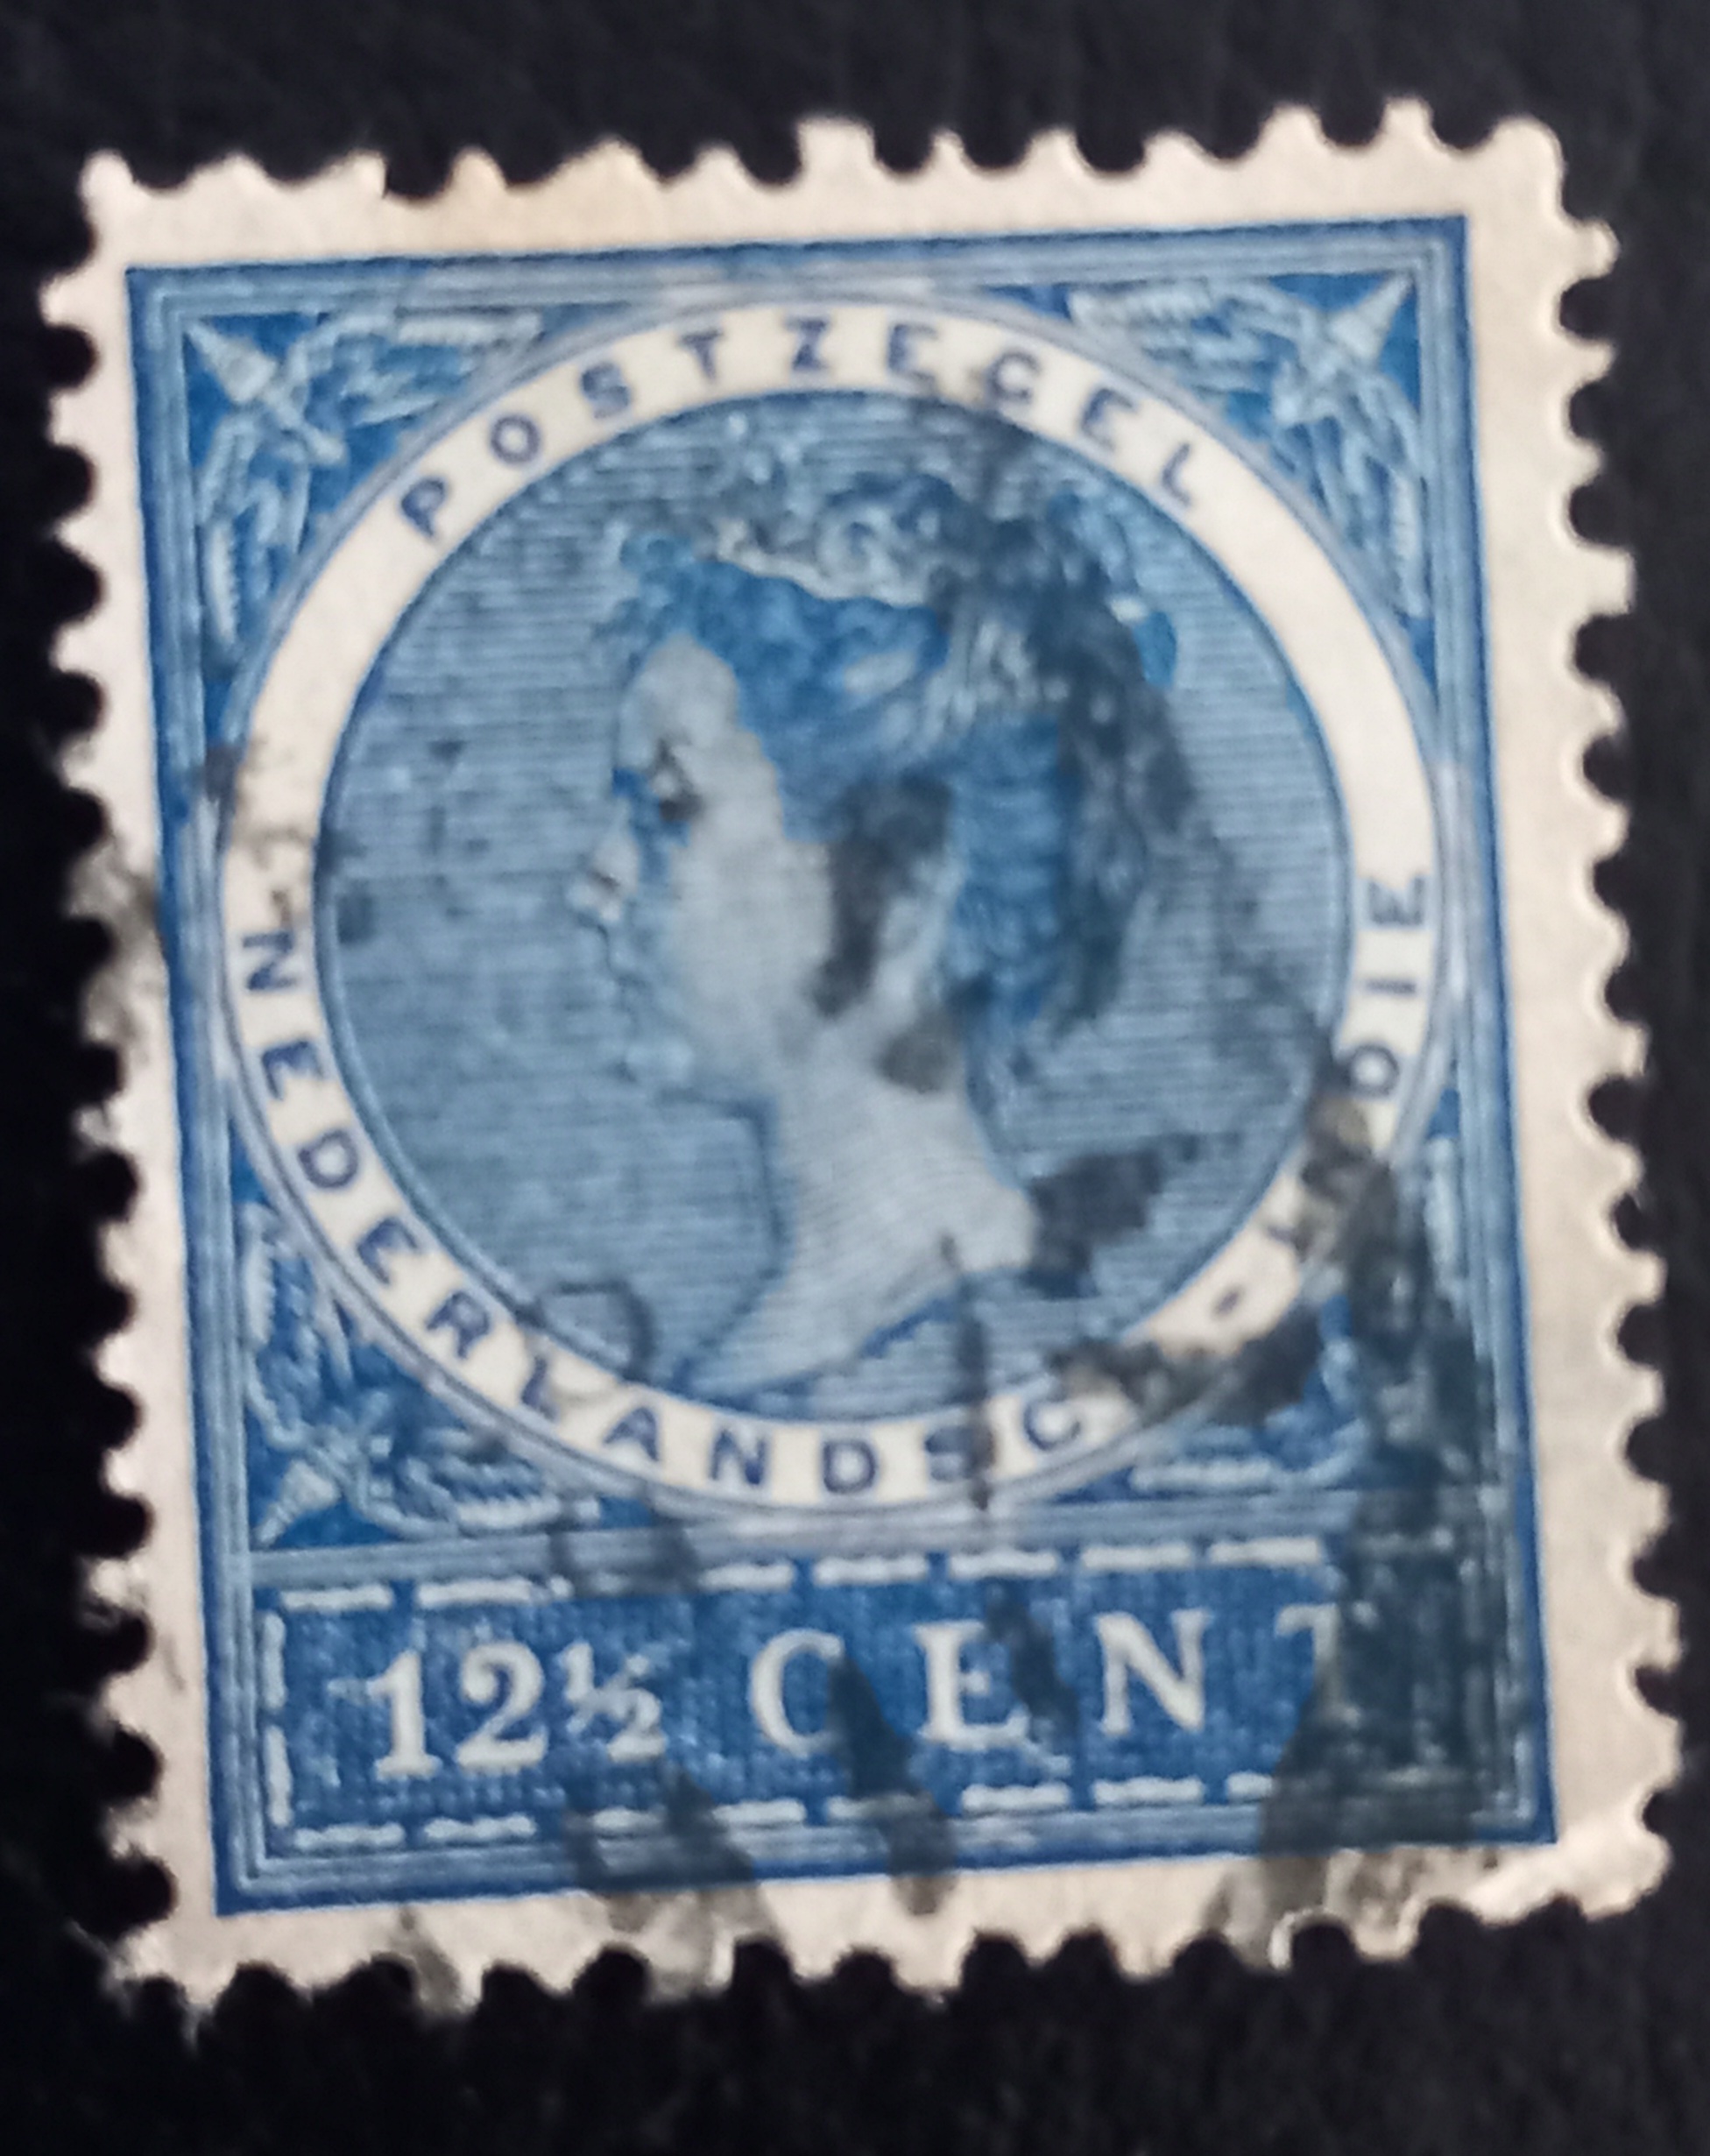 POSTZEGEL
NEDERLANDSCH-INDIE
12½ CENT